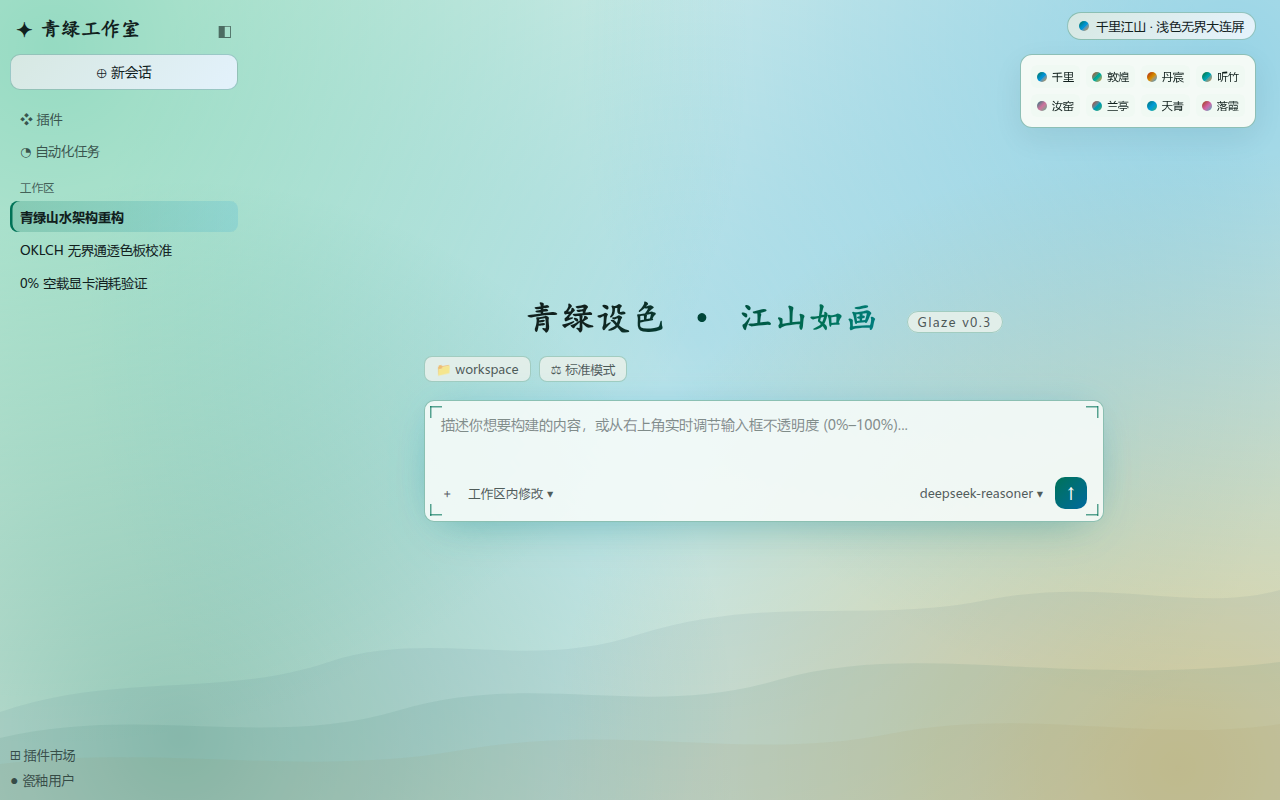 ✦ 青绿工作室
⊕ 新会话
❖ 插件
◔ 自动化任务
工作区
青绿山水架构重构
OKLCH 无界通透色板校准
0% 空载显卡消耗验证
⊞ 插件市场
● 瓷釉用户
千里江山 · 浅色无界大连屏
千里 敦煌 丹宸 听竹
汝窑 兰亭 天青 落霞
青绿设色 • 江山如画 Glaze v0.3
📁 workspace ⚖ 标准模式
描述你想要构建的内容，或从右上角实时调节输入框不透明度 (0%–100%)...
+ 工作区内修改 ▾ deepseek-reasoner ▾ ↑